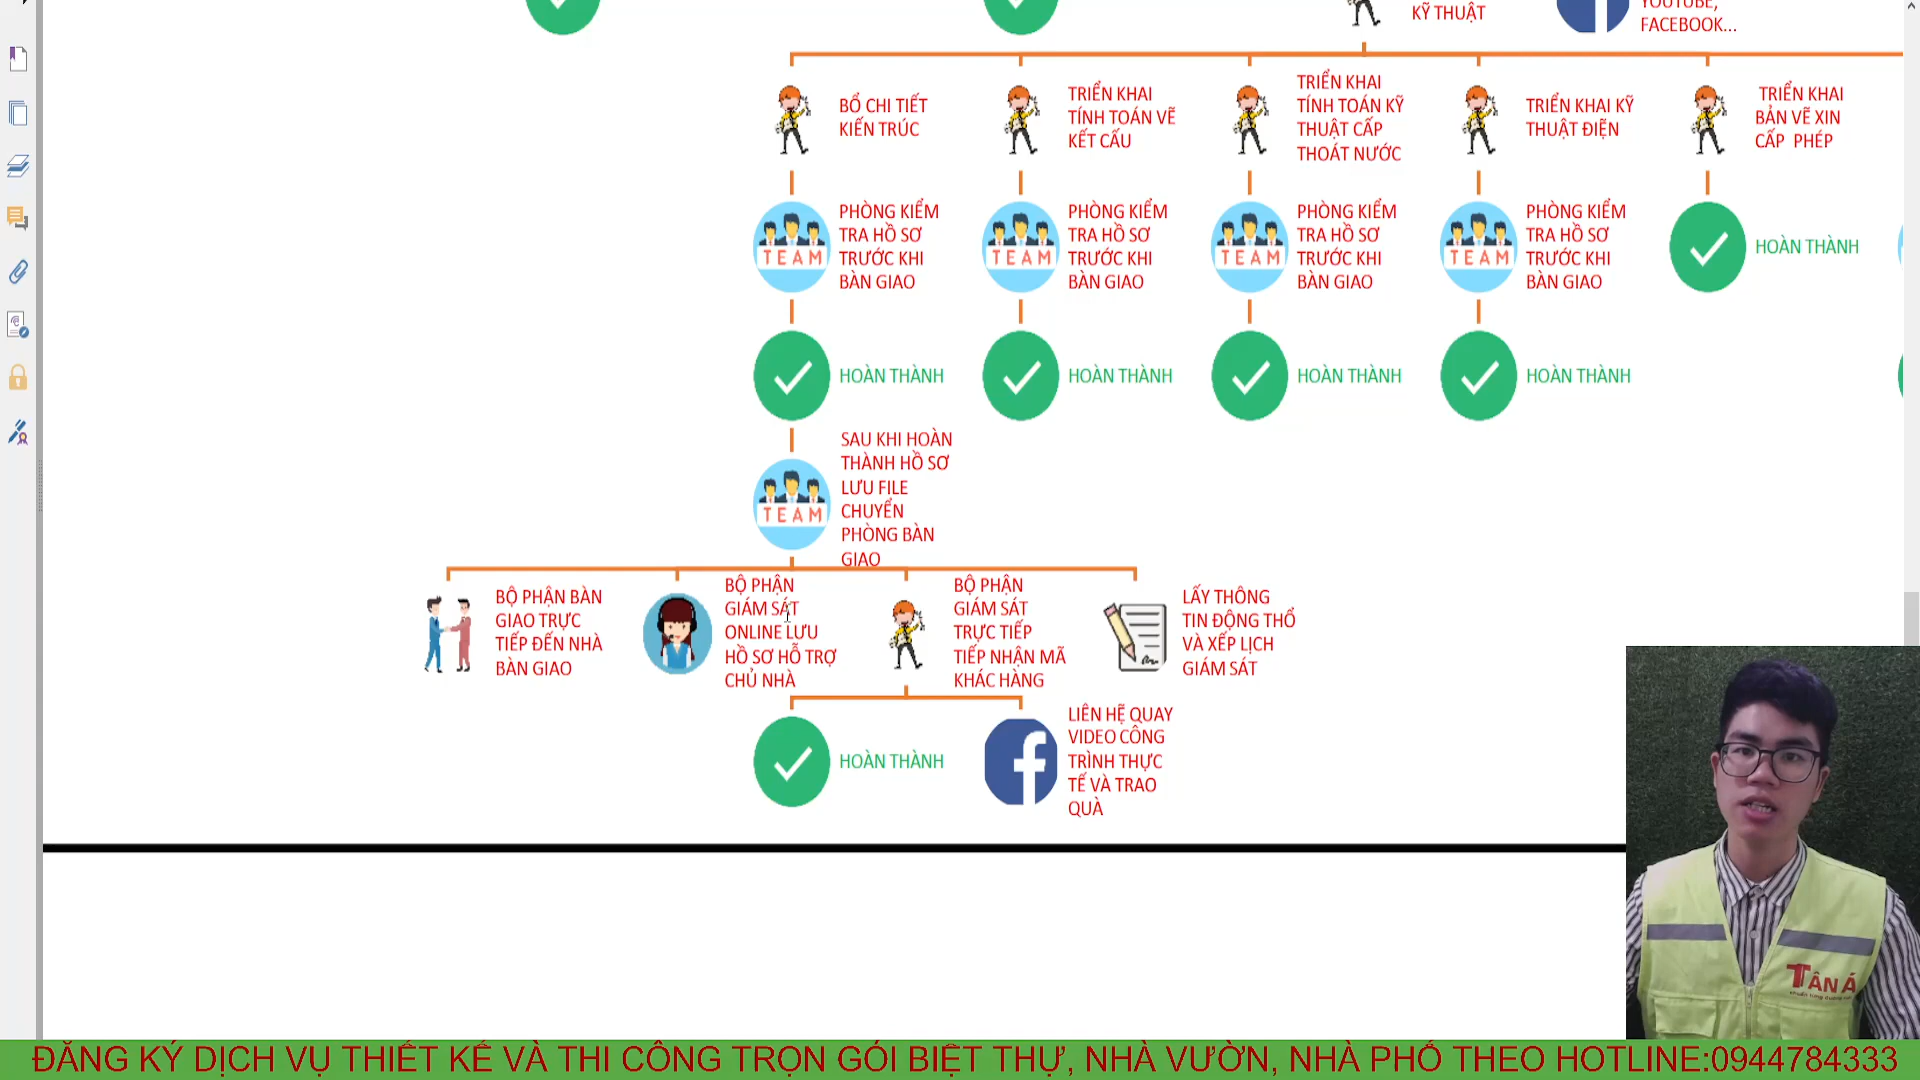 KỸ THUẬT
YOUTUBE,
FACEBOOK...
BỔ CHI TIẾT
KIẾN TRÚC
TRIỂN KHAI
TÍNH TOÁN VẼ
KẾT CẤU
TRIỂN KHAI
TÍNH TOÁN KỸ
THUẬT CẤP
THOÁT NƯỚC
TRIỂN KHAI KỸ
THUẬT ĐIỆN
TRIỂN KHAI
BẢN VẼ XIN
CẤP PHÉP
TEAM
PHÒNG KIỂM
TRA HỒ SƠ
TRƯỚC KHI
BÀN GIAO
TEAM
PHÒNG KIỂM
TRA HỒ SƠ
TRƯỚC KHI
BÀN GIAO
TEAM
PHÒNG KIỂM
TRA HỒ SƠ
TRƯỚC KHI
BÀN GIAO
TEAM
PHÒNG KIỂM
TRA HỒ SƠ
TRƯỚC KHI
BÀN GIAO
HOÀN THÀNH
HOÀN THÀNH
HOÀN THÀNH
HOÀN THÀNH
HOÀN THÀNH
TEAM
SAU KHI HOÀN
THÀNH HỒ SƠ
LƯU FILE
CHUYỂN
PHÒNG BÀN
GIAO
BỘ PHẬN BÀN
GIAO TRỰC
TIẾP ĐẾN NHÀ
BÀN GIAO
BỘ PHẬN
GIÁM SÁT
ONLINE LƯU
HỒ SƠ HỖ TRỢ
CHỦ NHÀ
BỘ PHẬN
GIÁM SÁT
TRỰC TIẾP
TIẾP NHẬN MÃ
KHÁC HÀNG
LẤY THÔNG
TIN ĐỘNG THỔ
VÀ XẾP LỊCH
GIÁM SÁT
HOÀN THÀNH
LIÊN HỆ QUAY
VIDEO CÔNG
TRÌNH THỰC
TẾ VÀ TRAO
QUÀ
TÂN Á
ĐĂNG KÝ DỊCH VỤ THIẾT KẾ VÀ THI CÔNG TRỌN GÓI BIỆT THỰ, NHÀ VƯỜN, NHÀ PHỐ THEO HOTLINE:0944784333